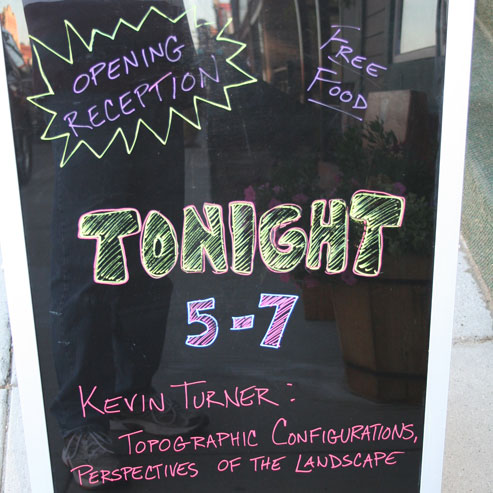 OPENING
RECEPTION
FREE
FOOD
TONIGHT
5-7
KEVIN TURNER:
TOPOGRAPHIC CONFIGURATIONS,
PERSPECTIVES OF THE LANDSCAPE